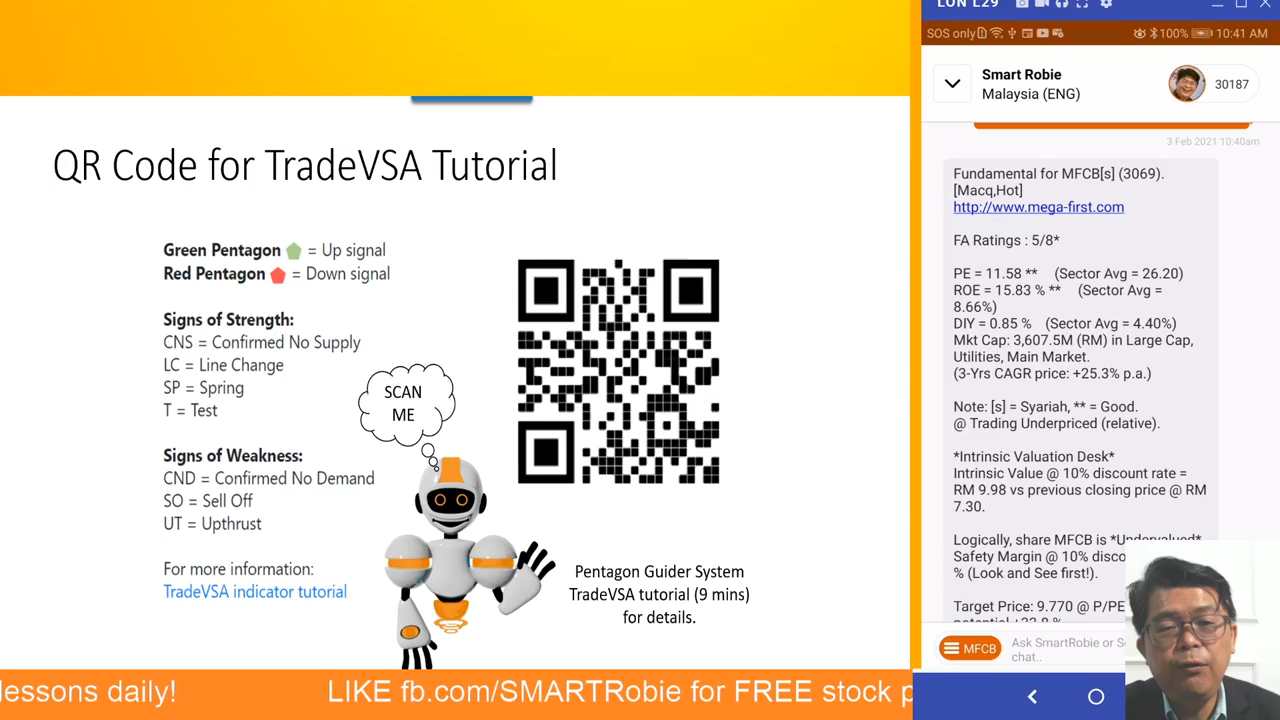 QR Code for TradeVSA Tutorial
Green Pentagon = Up signal
Red Pentagon = Down signal
Signs of Strength:
CNS = Confirmed No Supply
LC = Line Change
SP = Spring
T = Test
Signs of Weakness:
CND = Confirmed No Demand
SO = Sell Off
UT = Upthrust
For more information:
TradeVSA indicator tutorial
SCAN
ME
Pentagon Guider System
TradeVSA tutorial (9 mins)
for details.
lessons daily! LIKE fb.com/SMARTRobie for FREE stock p
LON L29
SOS only 100% 10:41 AM
Smart Robie
Malaysia (ENG)
30187
3 Feb 2021 10:40am
Fundamental for MFCB[s] (3069).
[Macq,Hot]
http://www.mega-first.com
FA Ratings : 5/8*
PE = 11.58 ** (Sector Avg = 26.20)
ROE = 15.83 % ** (Sector Avg =
8.66%)
DIY = 0.85 % (Sector Avg = 4.40%)
Mkt Cap: 3,607.5M (RM) in Large Cap,
Utilities, Main Market.
(3-Yrs CAGR price: +25.3% p.a.)
Note: [s] = Syariah, ** = Good.
@ Trading Underpriced (relative).
*Intrinsic Valuation Desk*
Intrinsic Value @ 10% discount rate =
RM 9.98 vs previous closing price @ RM
7.30.
Logically, share MFCB is *Undervalued*
Safety Margin @ 10% disco
% (Look and See first!).
Target Price: 9.770 @ P/PE
MFCB
Ask SmartRobie or S
chat..